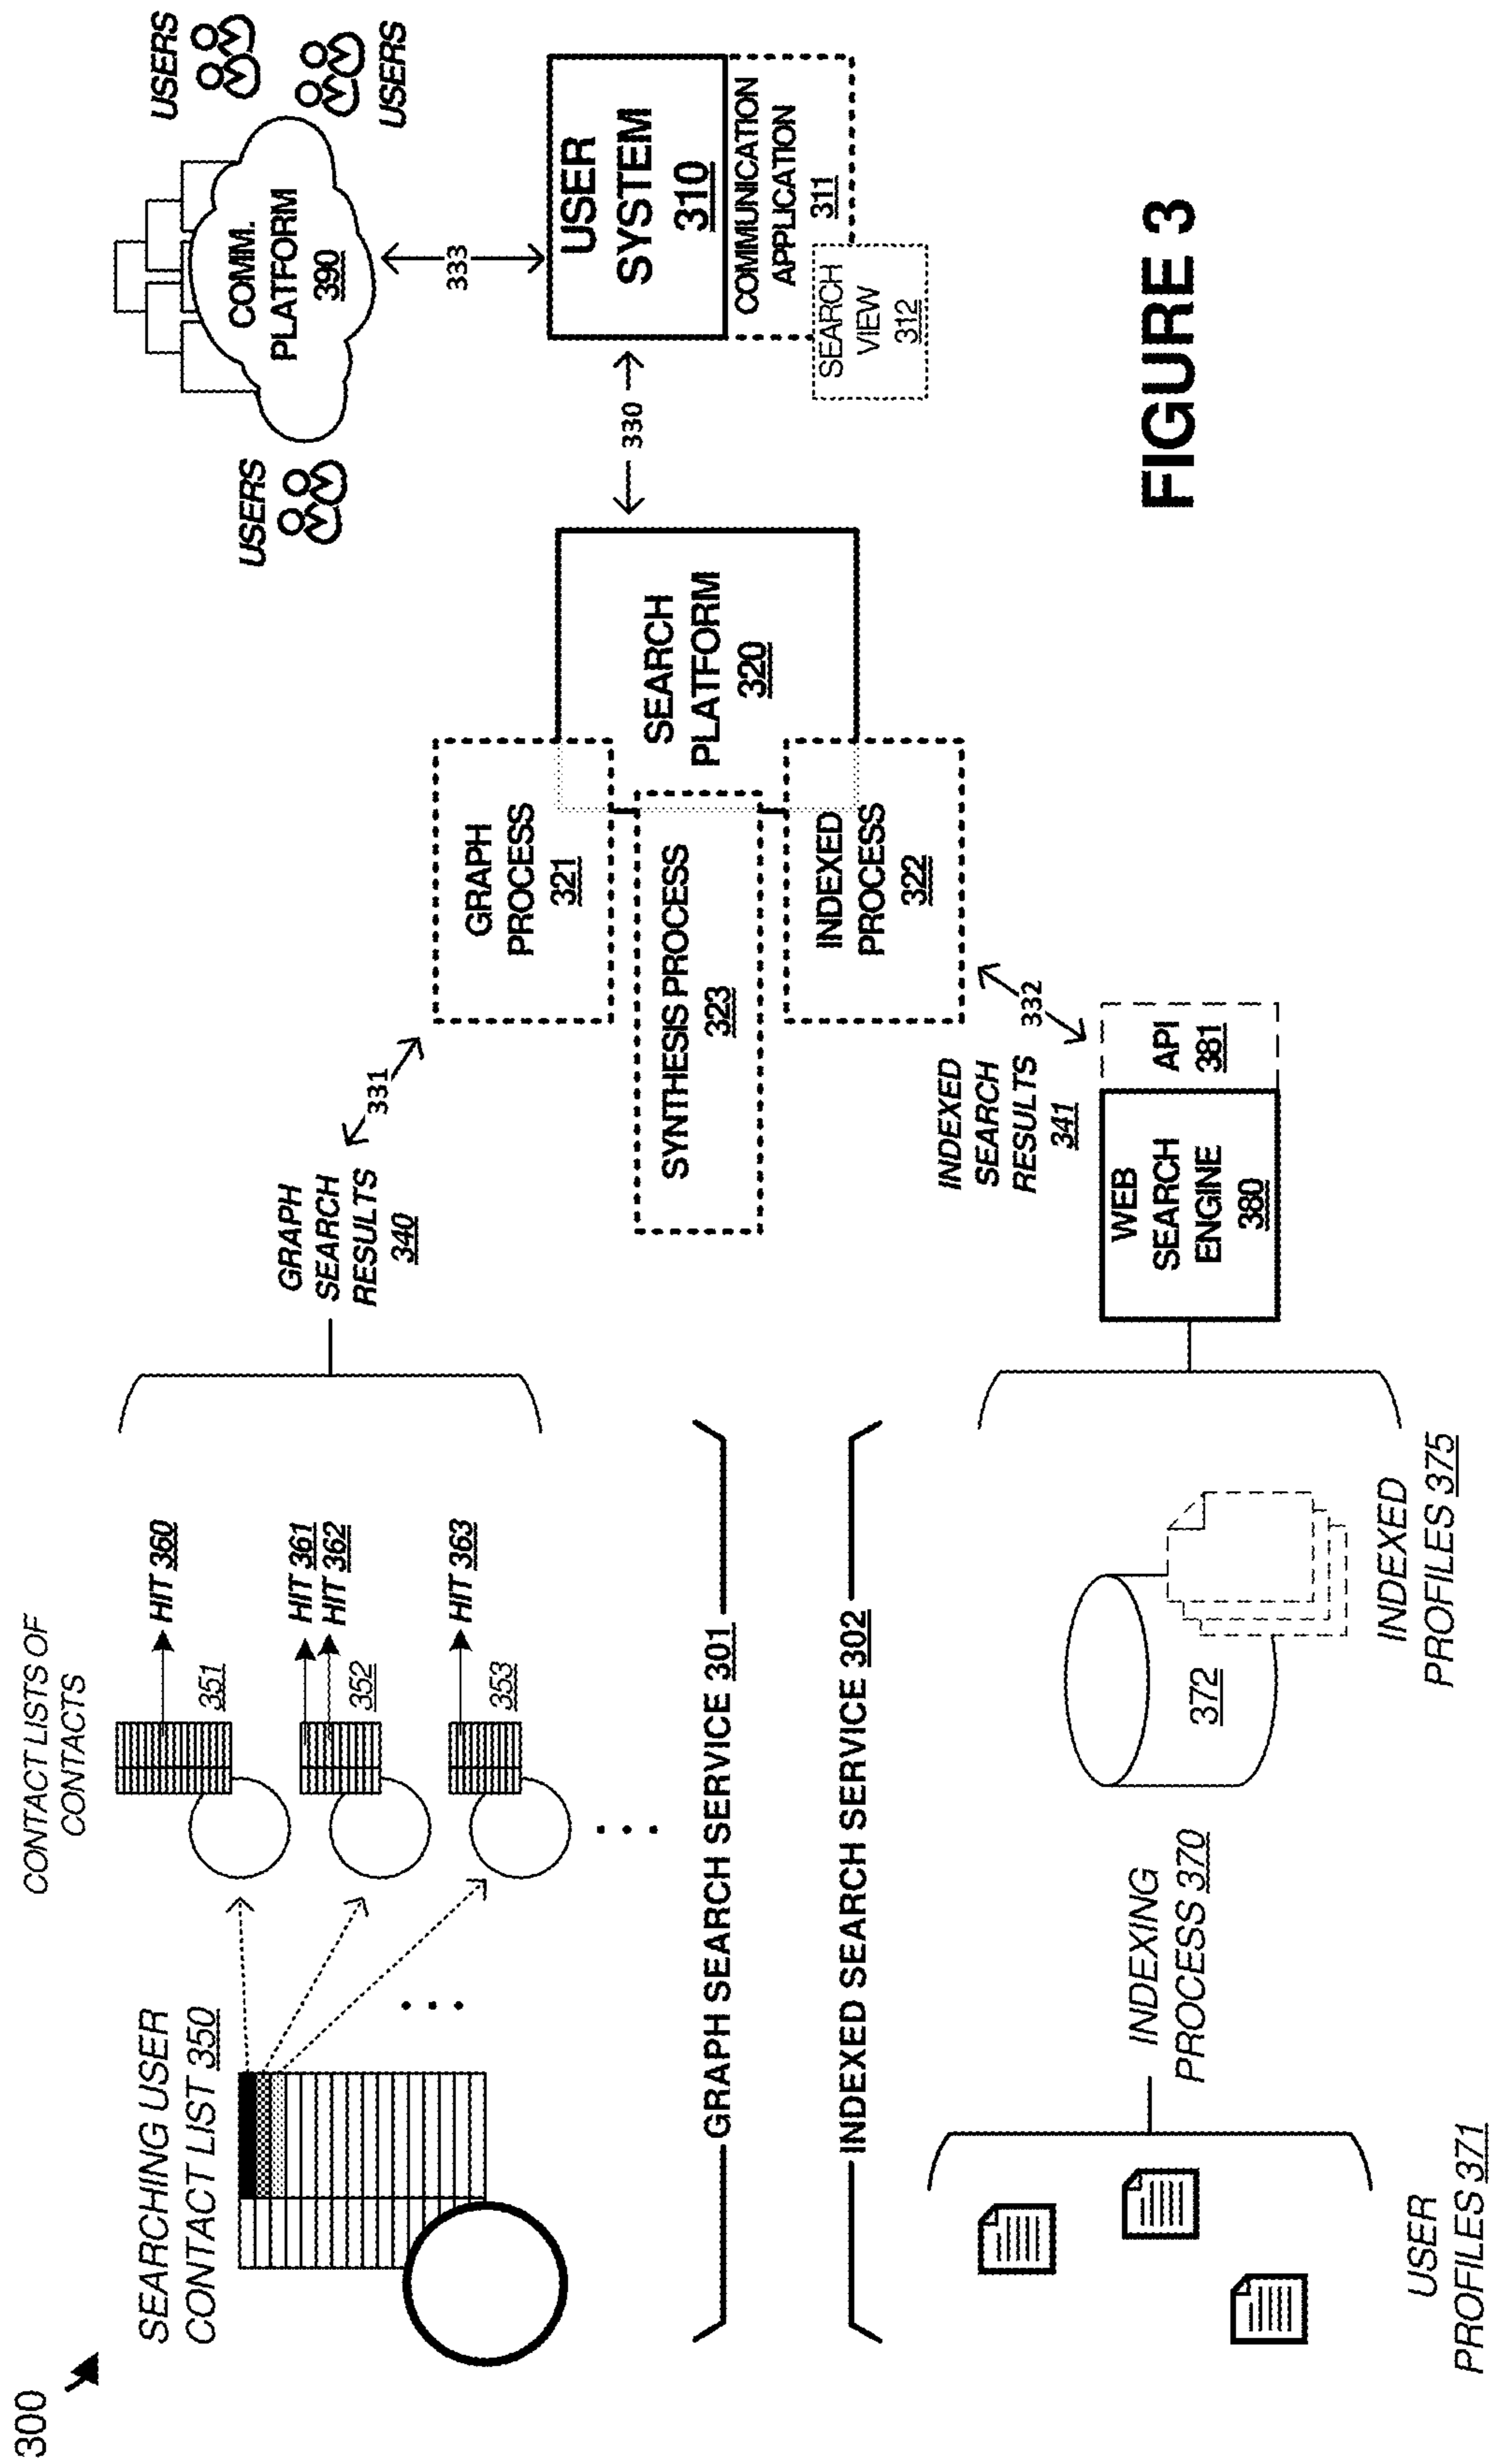 300
SEARCHING USER
CONTACT LIST 350
CONTACT LISTS OF
CONTACTS
351
352
353
HIT 360
HIT 361
HIT 362
HIT 363
GRAPH SEARCH SERVICE 301
GRAPH
SEARCH
RESULTS
340
331
GRAPH
PROCESS
321
SYNTHESIS PROCESS
323
INDEXED
PROCESS
322
SEARCH
PLATFORM
320
330
USERS
COMM.
PLATFORM
390
USERS
USERS
333
USER
SYSTEM
310
COMMUNICATION
APPLICATION
311
SEARCH
VIEW
312
INDEXED SEARCH SERVICE 302
USER
PROFILES 371
INDEXING
PROCESS 370
372
INDEXED
PROFILES 375
WEB
SEARCH
ENGINE
380
API
381
INDEXED
SEARCH
RESULTS
341
332
FIGURE 3